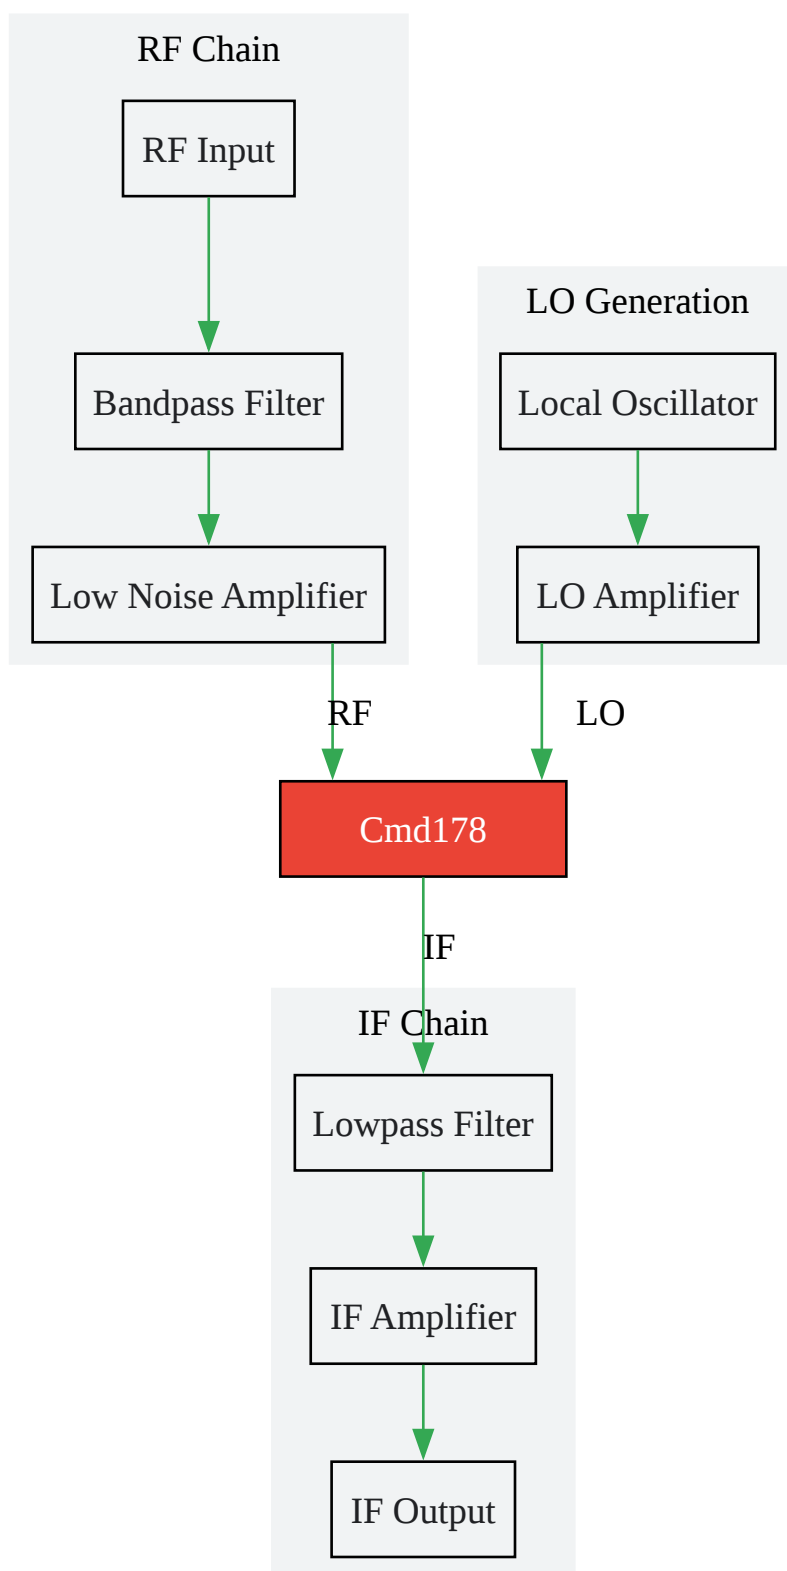 RF Chain
RF Input
Bandpass Filter
Low Noise Amplifier
LO Generation
Local Oscillator
LO Amplifier
RF
LO
Cmd178
IF
IF Chain
Lowpass Filter
IF Amplifier
IF Output